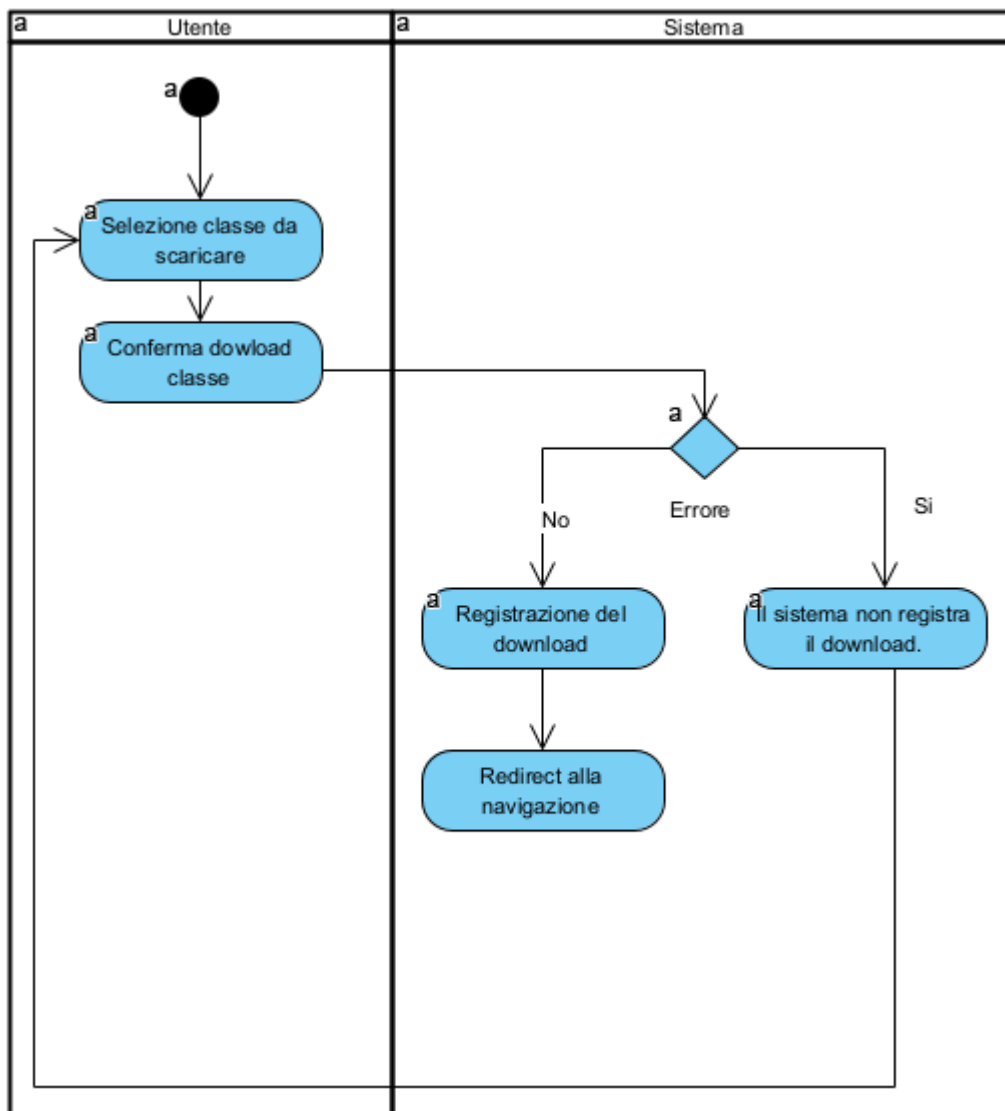 a
Utente
a
Sistema
a
a
Selezione classe da
scaricare
a
Conferma dowload
classe
a
Errore
No
Si
a
Registrazione del
download
a
Il sistema non registra
il download.
Redirect alla
navigazione